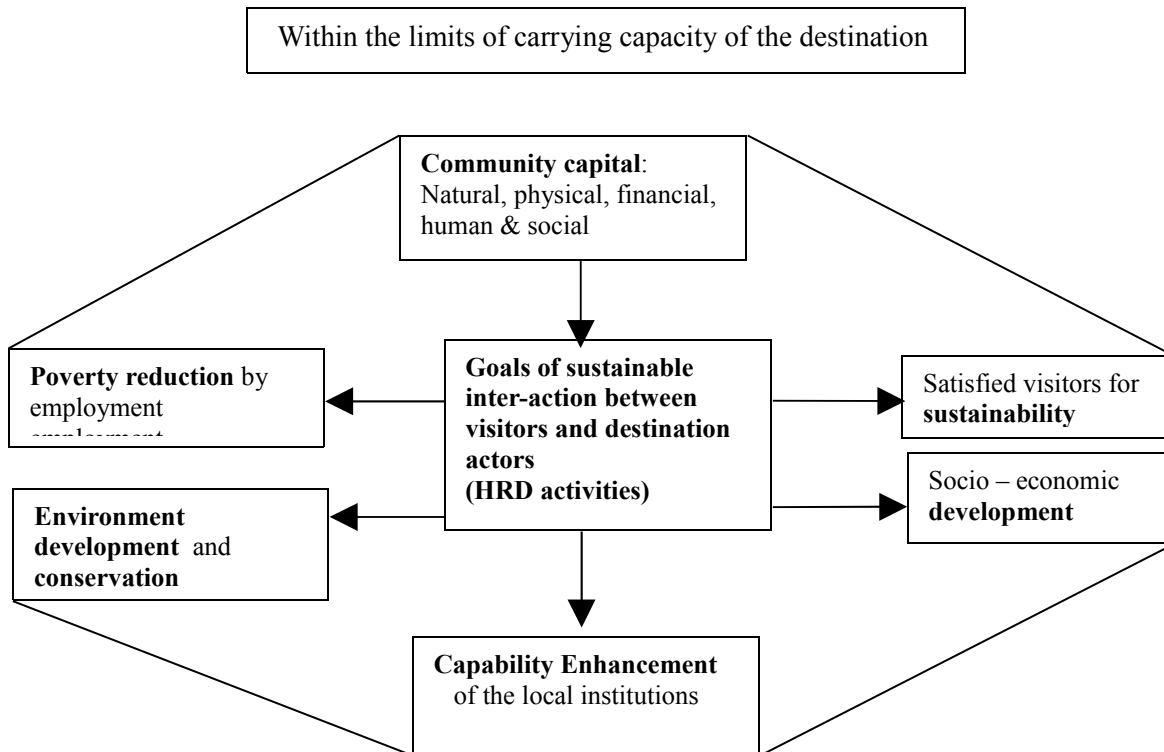 Within the limits of carrying capacity of the destination
Community capital:
Natural, physical, financial,
human & social
Poverty reduction by
employment
employment
Goals of sustainable
inter-action between
visitors and destination
actors
(HRD activities)
Satisfied visitors for
sustainability
Environment
development and
conservation
Socio – economic
development
Capability Enhancement
of the local institutions